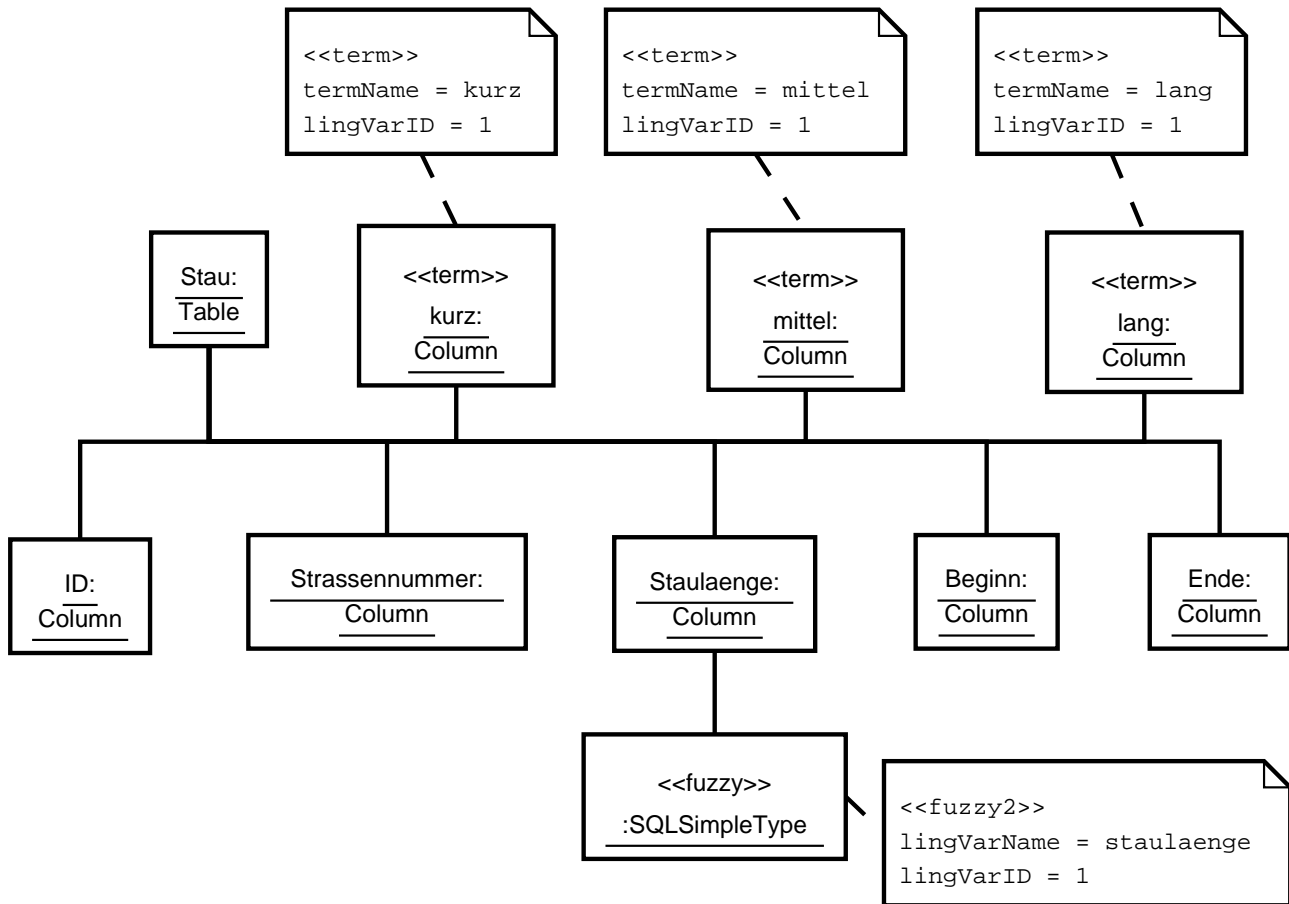 <<term>>
termName = kurz
lingVarID = 1
<<term>>
termName = mittel
lingVarID = 1
<<term>>
termName = lang
lingVarID = 1
Stau:
Table
<<term>>
kurz:
Column
<<term>>
mittel:
Column
<<term>>
lang:
Column
ID:
Column
Strassennummer:
Column
Staulaenge:
Column
Beginn:
Column
Ende:
Column
<<fuzzy>>
:SQLSimpleType
<<fuzzy2>>
lingVarName = staulaenge
lingVarID = 1